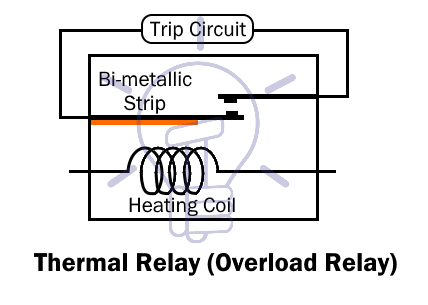 Trip Circuit
Bi-metallic
Strip
Heating Coil
Thermal Relay (Overload Relay)